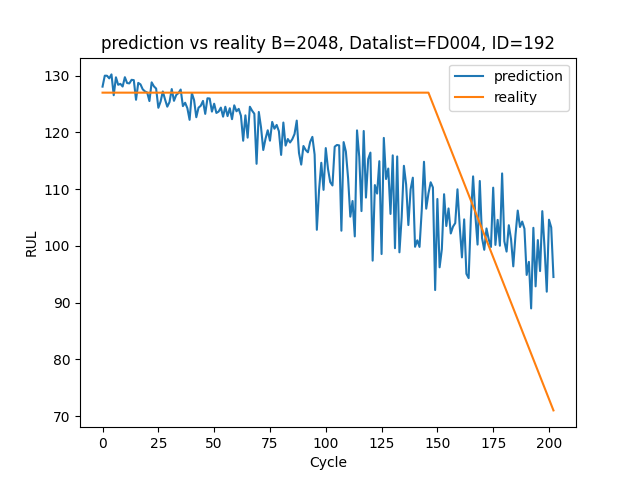 prediction vs reality B=2048, Datalist=FD004, ID=192
prediction
reality
RUL
130
120
110
100
90
80
70
0 25 50 75 100 125 150 175 200
Cycle